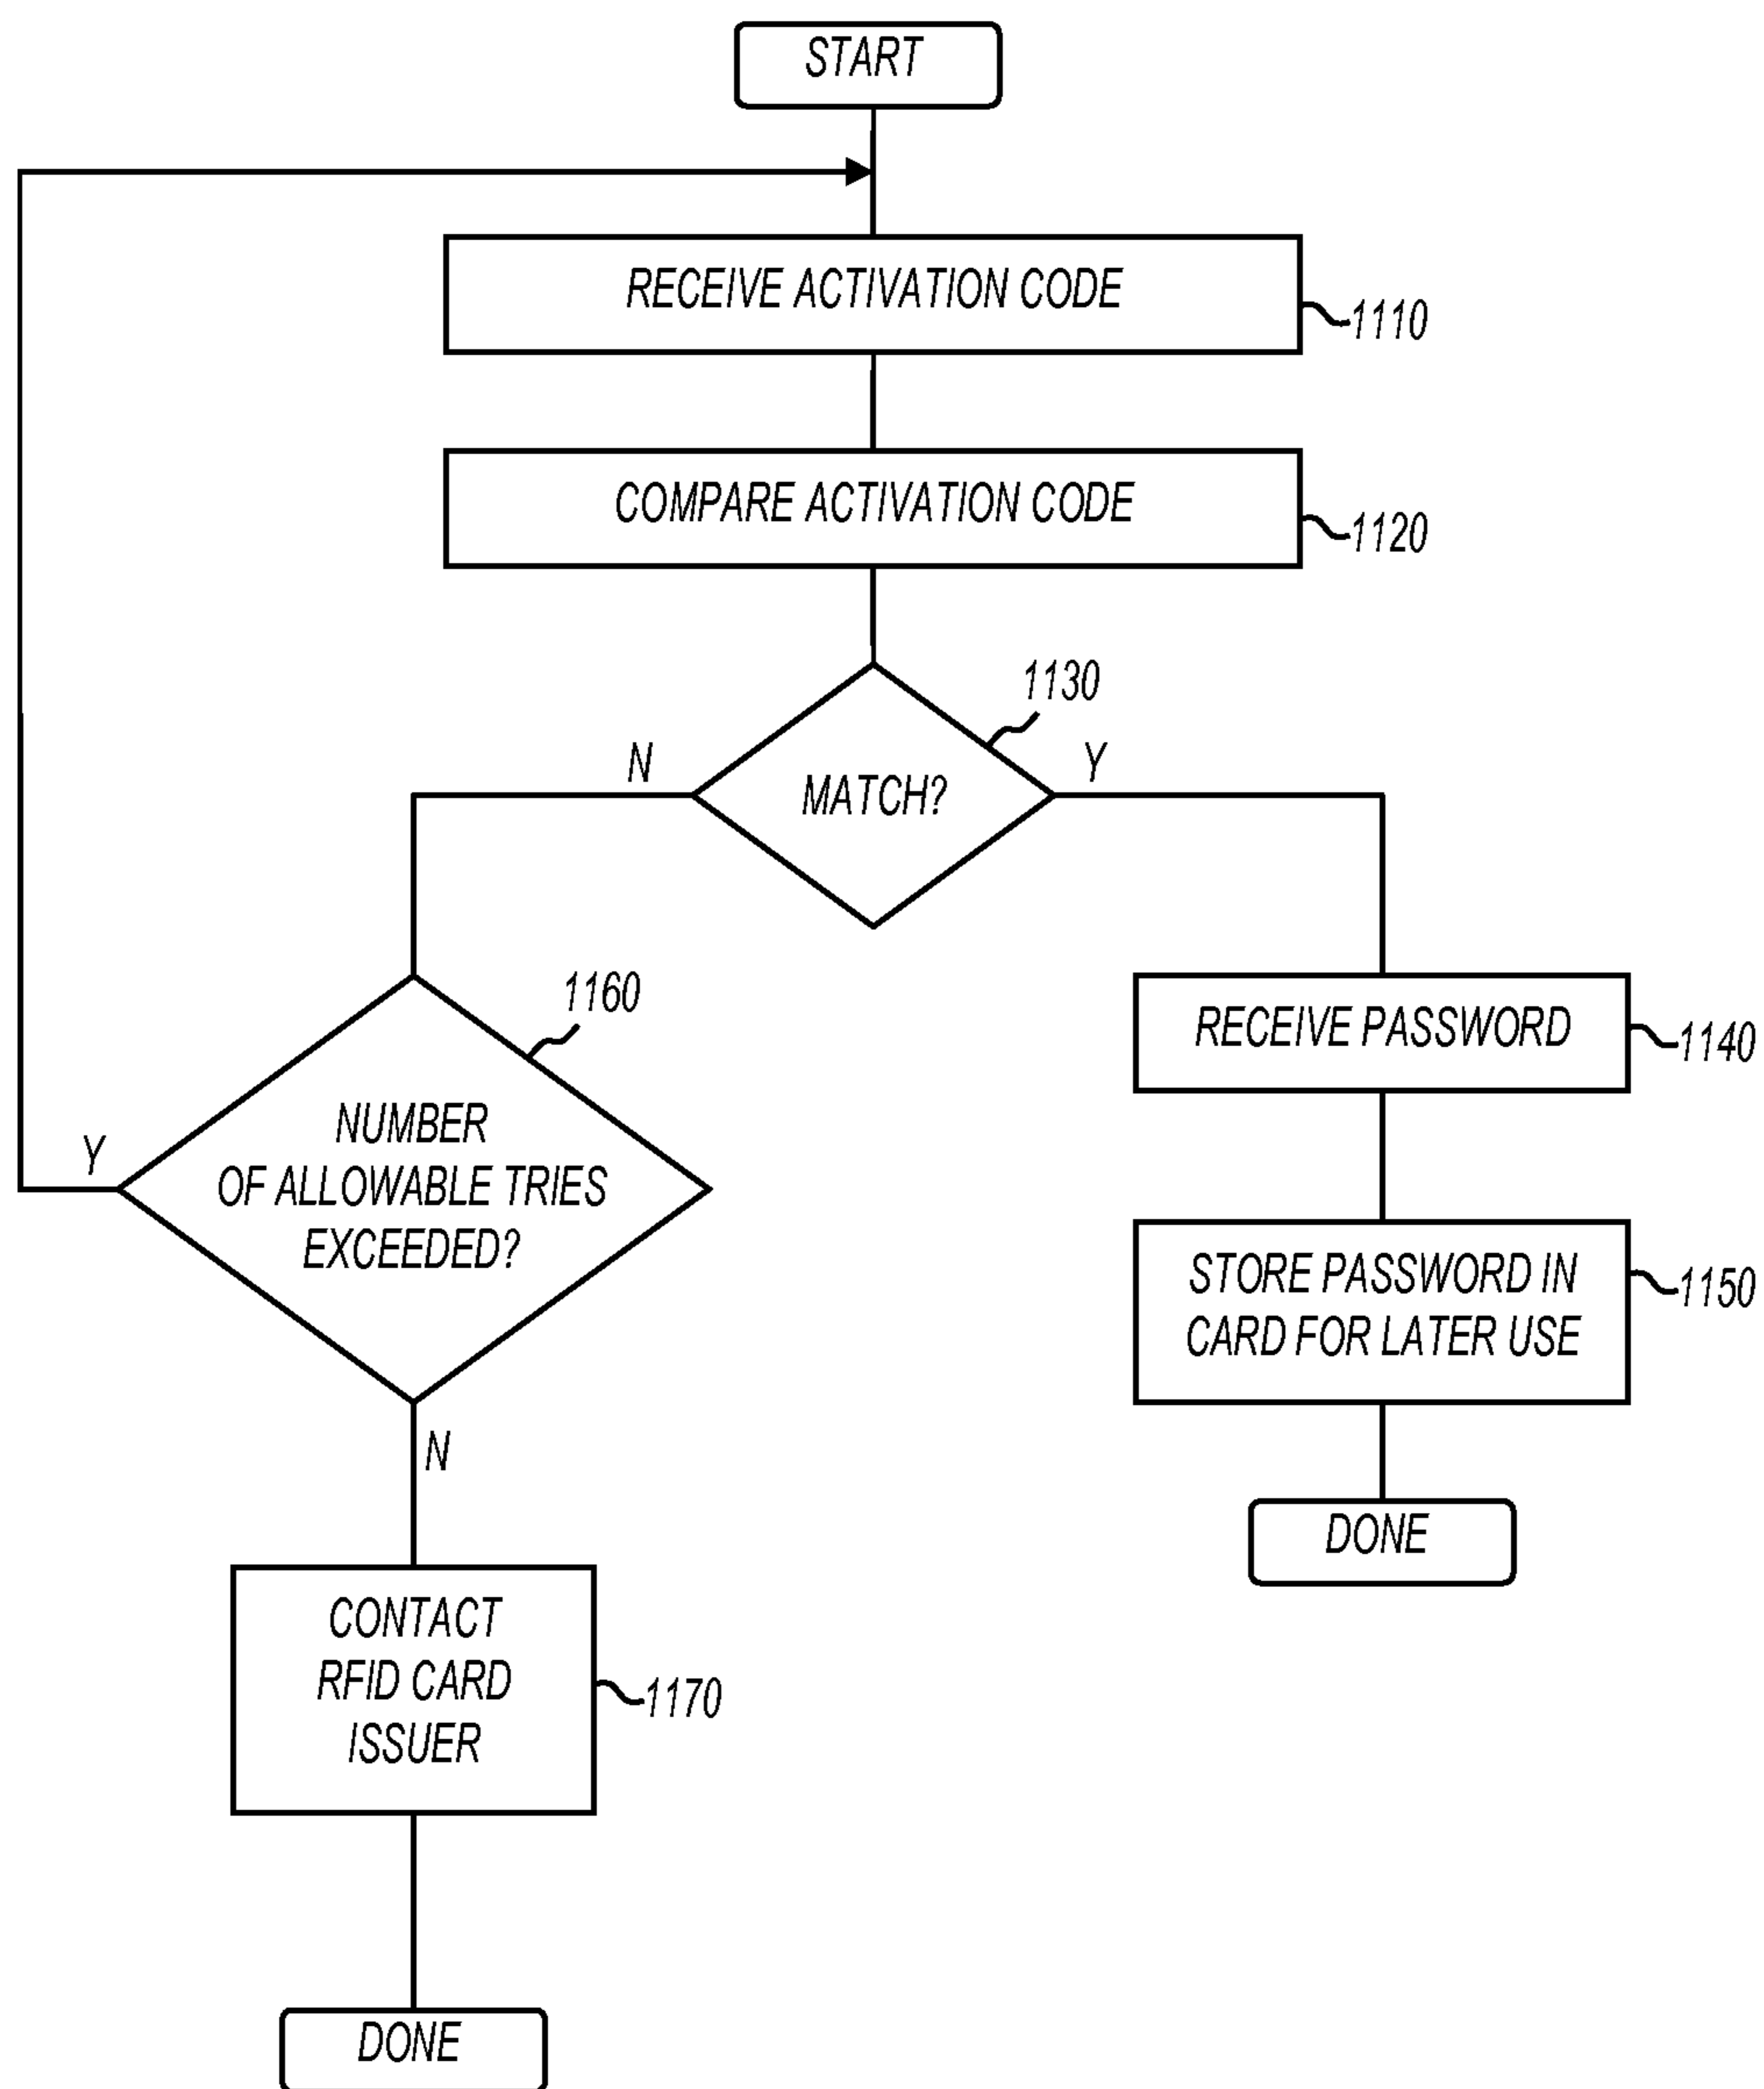 START
RECEIVE ACTIVATION CODE
1110
COMPARE ACTIVATION CODE
1120
1130
N
MATCH?
Y
1160
NUMBER
OF ALLOWABLE TRIES
EXCEEDED?
Y
N
RECEIVE PASSWORD
1140
STORE PASSWORD IN
CARD FOR LATER USE
1150
DONE
CONTACT
RFID CARD
ISSUER
1170
DONE